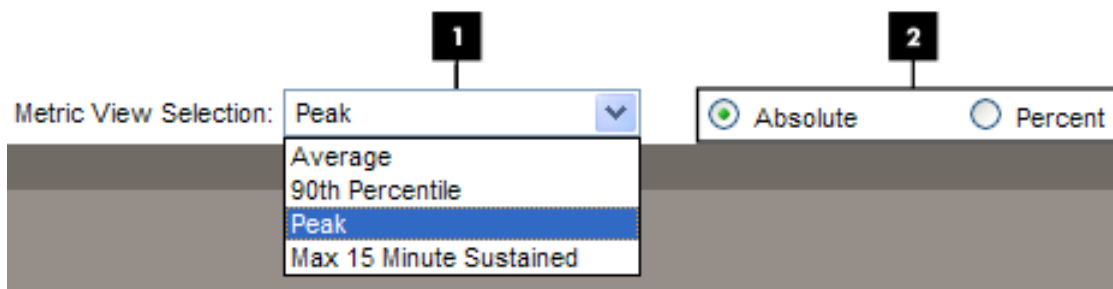 1 2
Metric View Selection: Peak Absolute Percent
Average
90th Percentile
Peak
Max 15 Minute Sustained